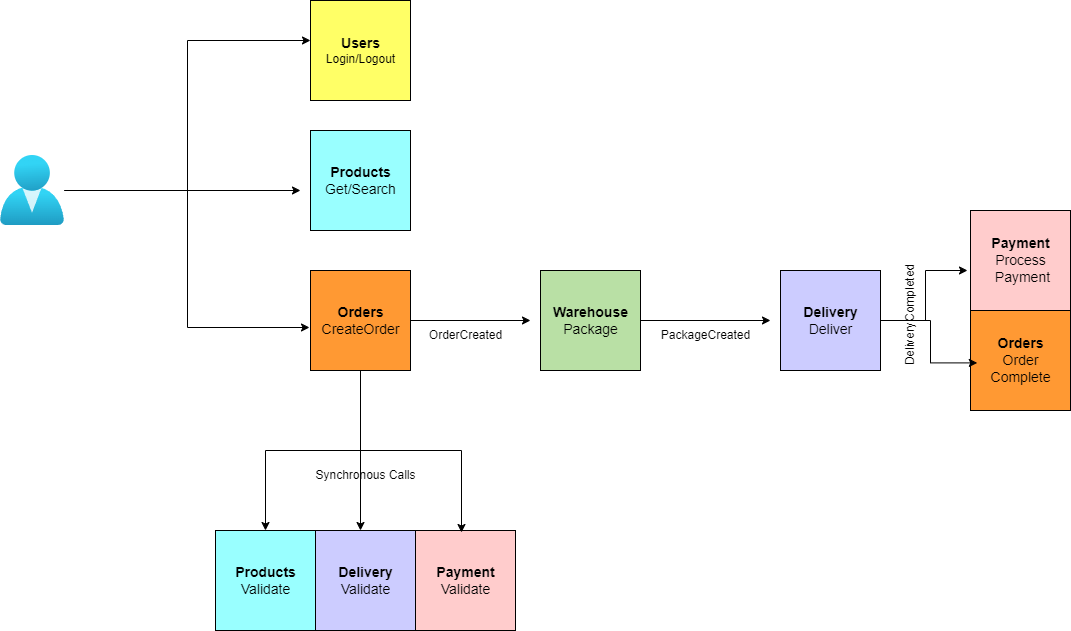 Users
Login/Logout
Products
Get/Search
Orders
CreateOrder
OrderCreated
Warehouse
Package
PackageCreated
Delivery
Deliver
DeliveryCompleted
Payment
Process
Payment
Orders
Order
Complete
Synchronous Calls
Products
Validate
Delivery
Validate
Payment
Validate